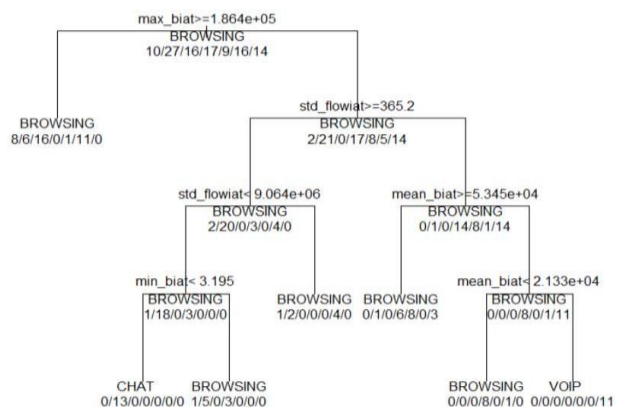 max_biat>=1.864e+05
BROWSING
10/27/16/17/9/16/14
BROWSING
8/6/16/0/1/11/0
std_flowiat>=365.2
BROWSING
2/21/0/17/8/5/14
std_flowiat< 9.064e+06
BROWSING
2/20/0/3/0/4/0
mean_biat>=5.345e+04
BROWSING
0/1/0/14/8/1/14
min_biat< 3.195
BROWSING
1/18/0/3/0/0/0
BROWSING
1/2/0/0/0/4/0
BROWSING
0/1/0/6/8/0/3
mean_biat< 2.133e+04
BROWSING
0/0/0/8/0/1/11
CHAT
0/13/0/0/0/0/0
BROWSING
1/5/0/3/0/0/0
BROWSING
0/0/0/8/0/1/0
VOIP
0/0/0/0/0/0/11